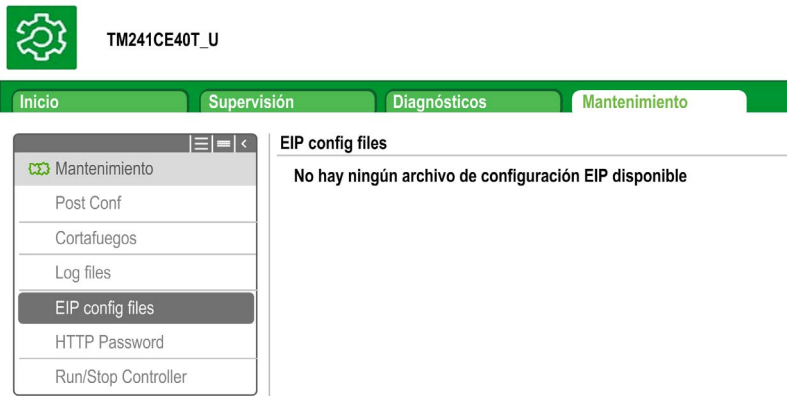 TM241CE40T_U
Inicio
Supervisión
Diagnósticos
Mantenimiento
Mantenimiento
Post Conf
Cortafuegos
Log files
EIP config files
HTTP Password
Run/Stop Controller
EIP config files
No hay ningún archivo de configuración EIP disponible